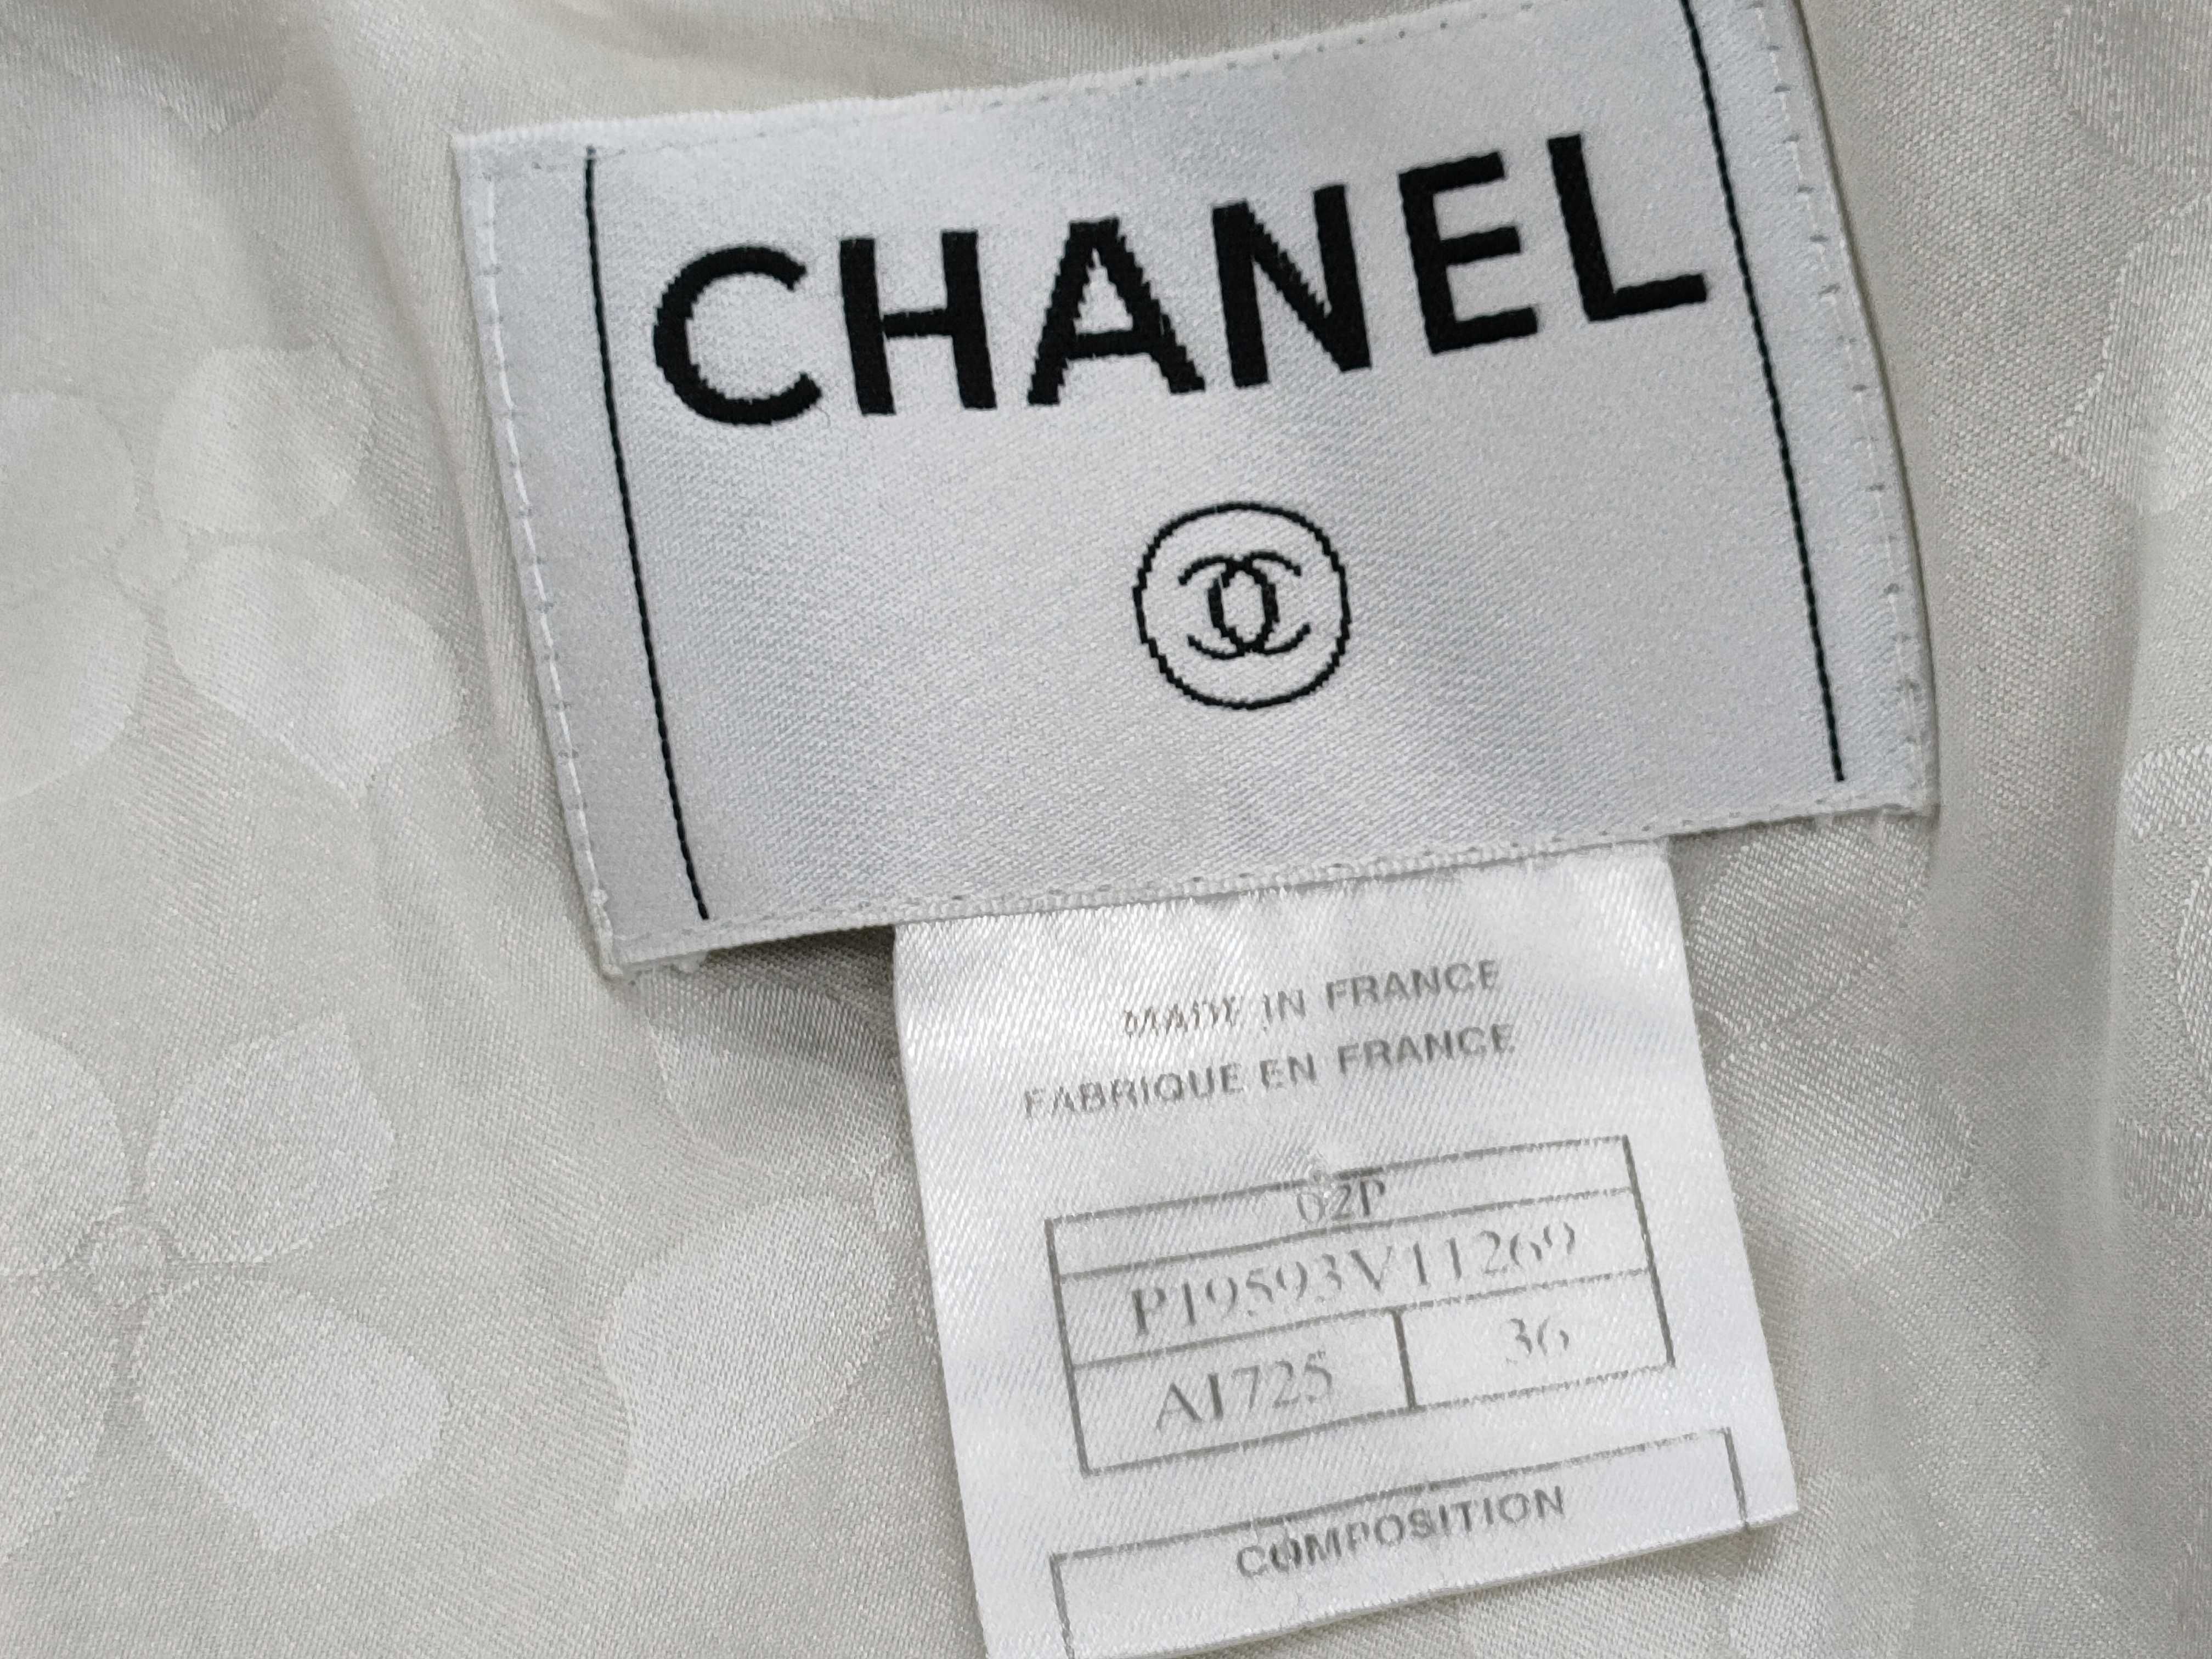 CHANEL
MADE IN FRANCE
FABRIQUE EN FRANCE
02P
P19593V11269
A1725 36
COMPOSITION